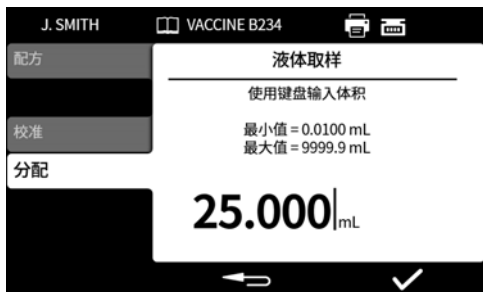 J. SMITH
VACCINE B234
配方
校准
分配
液体取样
使用键盘输入体积
最小值 = 0.0100 mL
最大值 = 9999.9 mL
25.000 mL